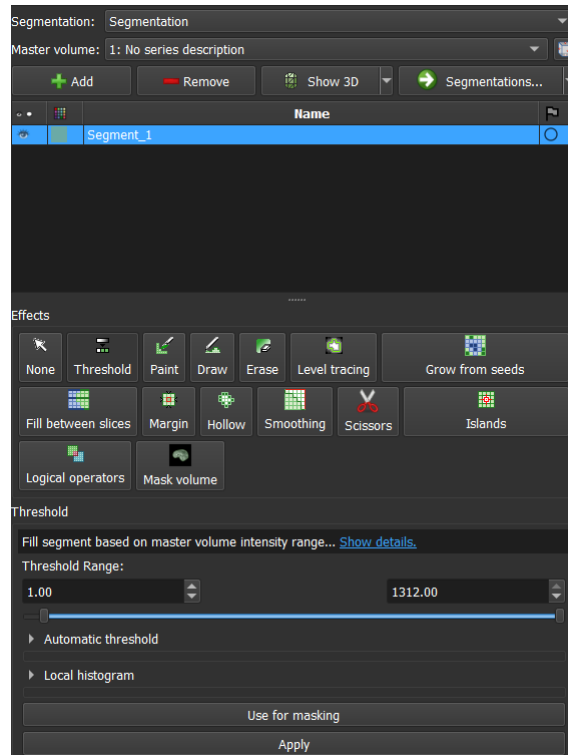 Segmentation: Segmentation
Master volume: 1: No series description
Add Remove Show 3D Segmentations...
Name
Segment_1
Effects
None Threshold Paint Draw Erase Level tracing Grow from seeds
Fill between slices Margin Hollow Smoothing Scissors Islands
Logical operators Mask volume
Threshold
Fill segment based on master volume intensity range... Show details.
Threshold Range:
1.00 1312.00
Automatic threshold
Local histogram
Use for masking
Apply